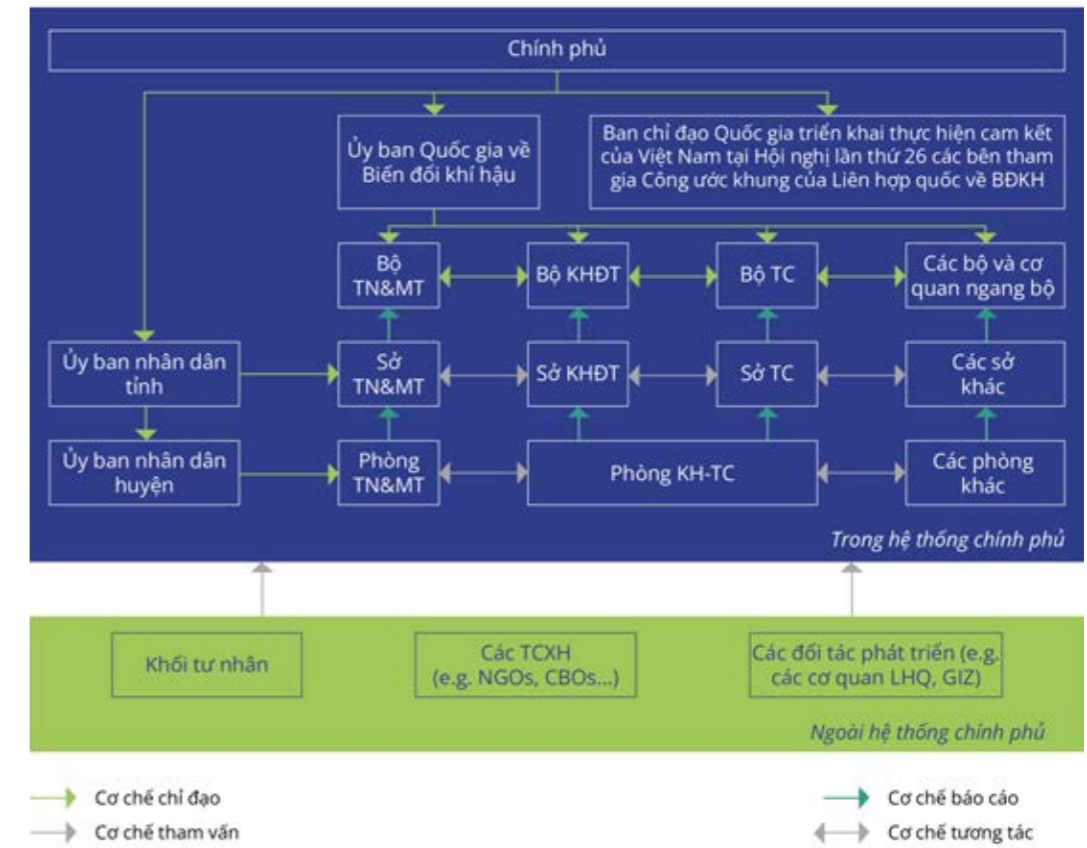 Chính phủ
Ủy ban Quốc gia về
Biến đổi khí hậu
Ban chỉ đạo Quốc gia triển khai thực hiện cam kết
của Việt Nam tại Hội nghị lần thứ 26 các bên tham
gia Công ước khung của Liên hợp quốc về BĐKH
Bộ
TN&MT
Bộ KHĐT
Bộ TC
Các bộ và cơ
quan ngang bộ
Ủy ban nhân dân
tỉnh
Sở
TN&MT
Sở KHĐT
Sở TC
Các sở
khác
Ủy ban nhân dân
huyện
Phòng
TN&MT
Phòng KH-TC
Các phòng
khác
Trong hệ thống chính phủ
Khối tư nhân
Các TCXH
(e.g. NGOs, CBOs...)
Các đối tác phát triển (e.g.
các cơ quan LHQ, GIZ)
Ngoài hệ thống chính phủ
Cơ chế chỉ đạo
Cơ chế báo cáo
Cơ chế tham vấn
Cơ chế tương tác